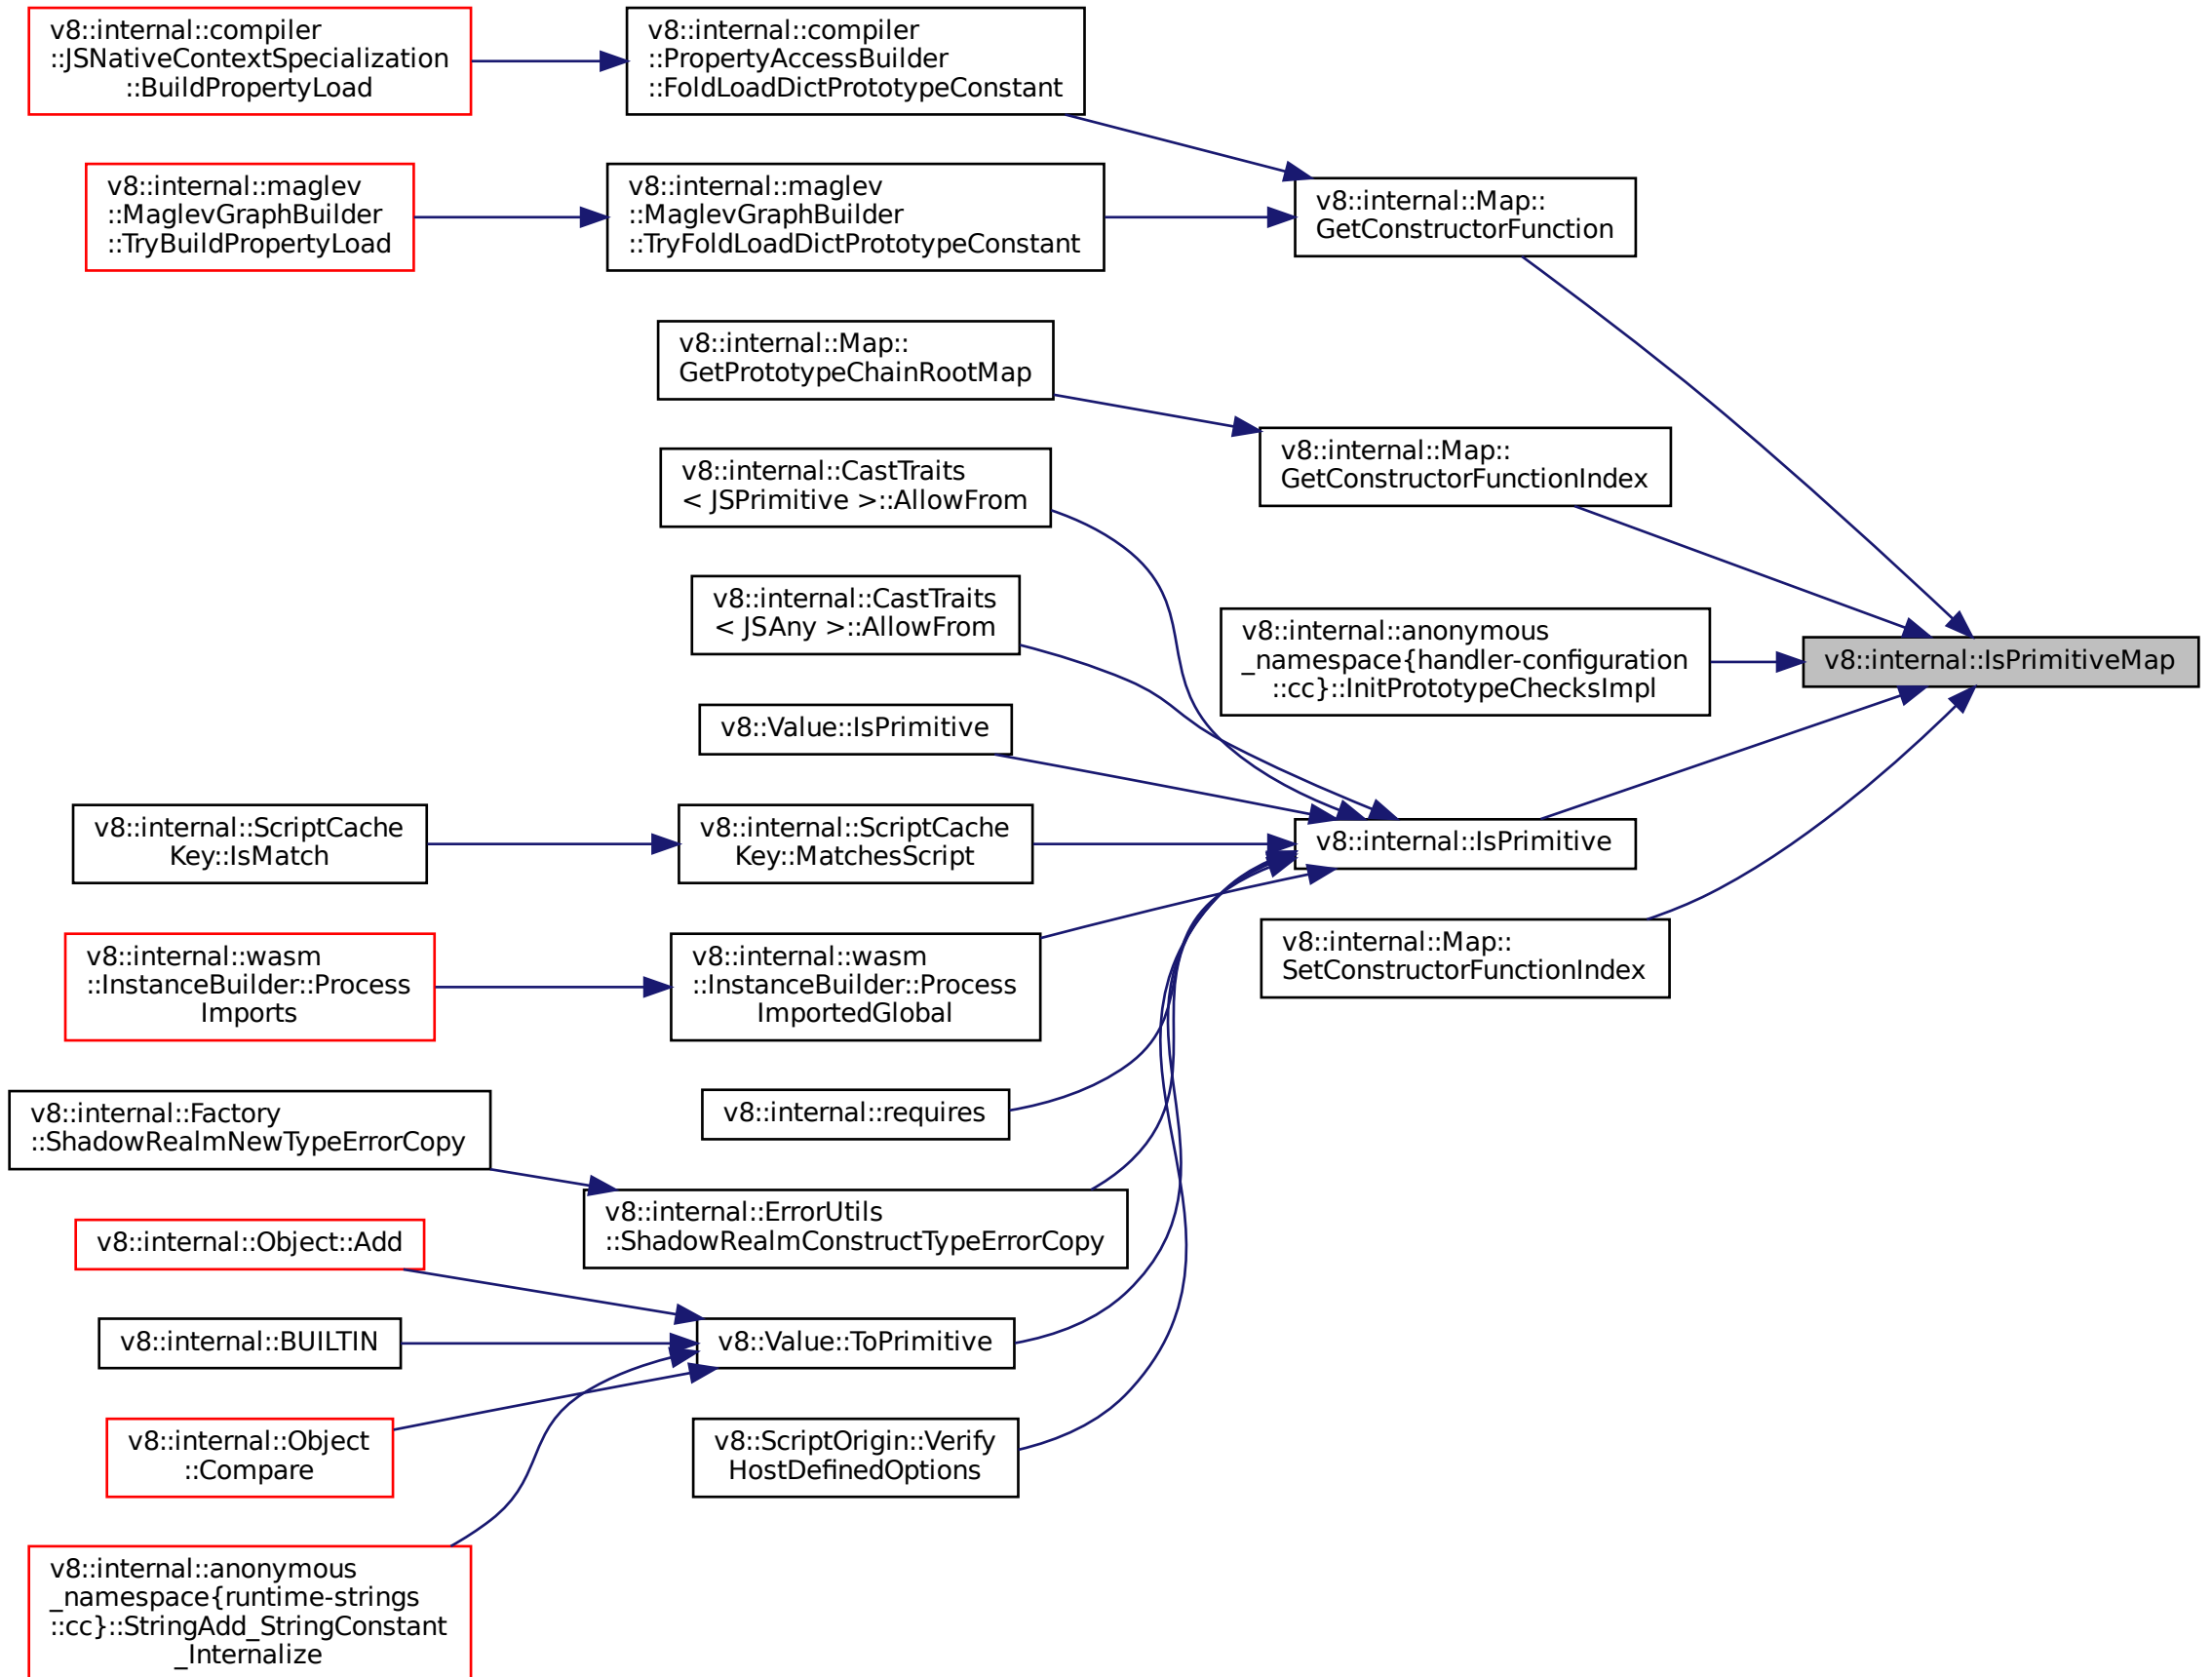 v8::internal::compiler
::JSNativeContextSpecialization
::BuildPropertyLoad
v8::internal::compiler
::PropertyAccessBuilder
::FoldLoadDictPrototypeConstant
v8::internal::maglev
::MaglevGraphBuilder
::TryBuildPropertyLoad
v8::internal::maglev
::MaglevGraphBuilder
::TryFoldLoadDictPrototypeConstant
v8::internal::Map::
GetConstructorFunction
v8::internal::Map::
GetPrototypeChainRootMap
v8::internal::Map::
GetConstructorFunctionIndex
v8::internal::CastTraits
< JSPrimitive >::AllowFrom
v8::internal::CastTraits
< JSAny >::AllowFrom
v8::internal::anonymous
_namespace{handler-configuration
::cc}::InitPrototypeChecksImpl
v8::internal::IsPrimitiveMap
v8::Value::IsPrimitive
v8::internal::ScriptCache
Key::IsMatch
v8::internal::ScriptCache
Key::MatchesScript
v8::internal::IsPrimitive
v8::internal::wasm
::InstanceBuilder::Process
Imports
v8::internal::wasm
::InstanceBuilder::Process
ImportedGlobal
v8::internal::Map::
SetConstructorFunctionIndex
v8::internal::requires
v8::internal::Factory
::ShadowRealmNewTypeErrorCopy
v8::internal::ErrorUtils
::ShadowRealmConstructTypeErrorCopy
v8::internal::Object::Add
v8::internal::BUILTIN
v8::Value::ToPrimitive
v8::internal::Object
::Compare
v8::ScriptOrigin::Verify
HostDefinedOptions
v8::internal::anonymous
_namespace{runtime-strings
::cc}::StringAdd_StringConstant
_Internalize